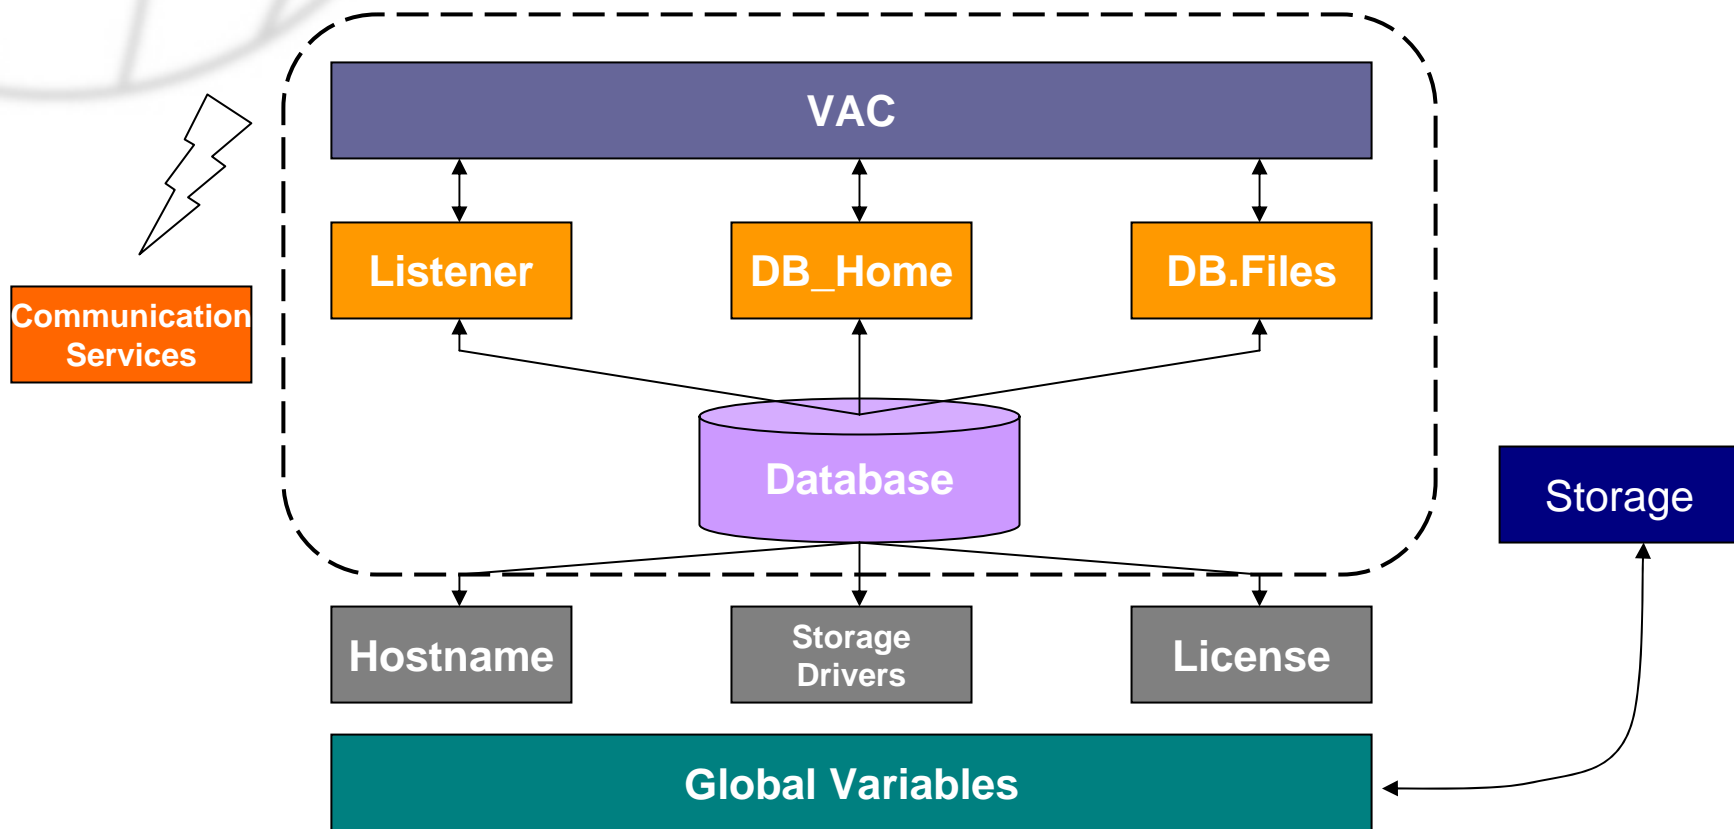 VAC
Listener
DB_Home
DB.Files
Communication
Services
Database
Storage
Hostname
Storage
Drivers
License
Global Variables